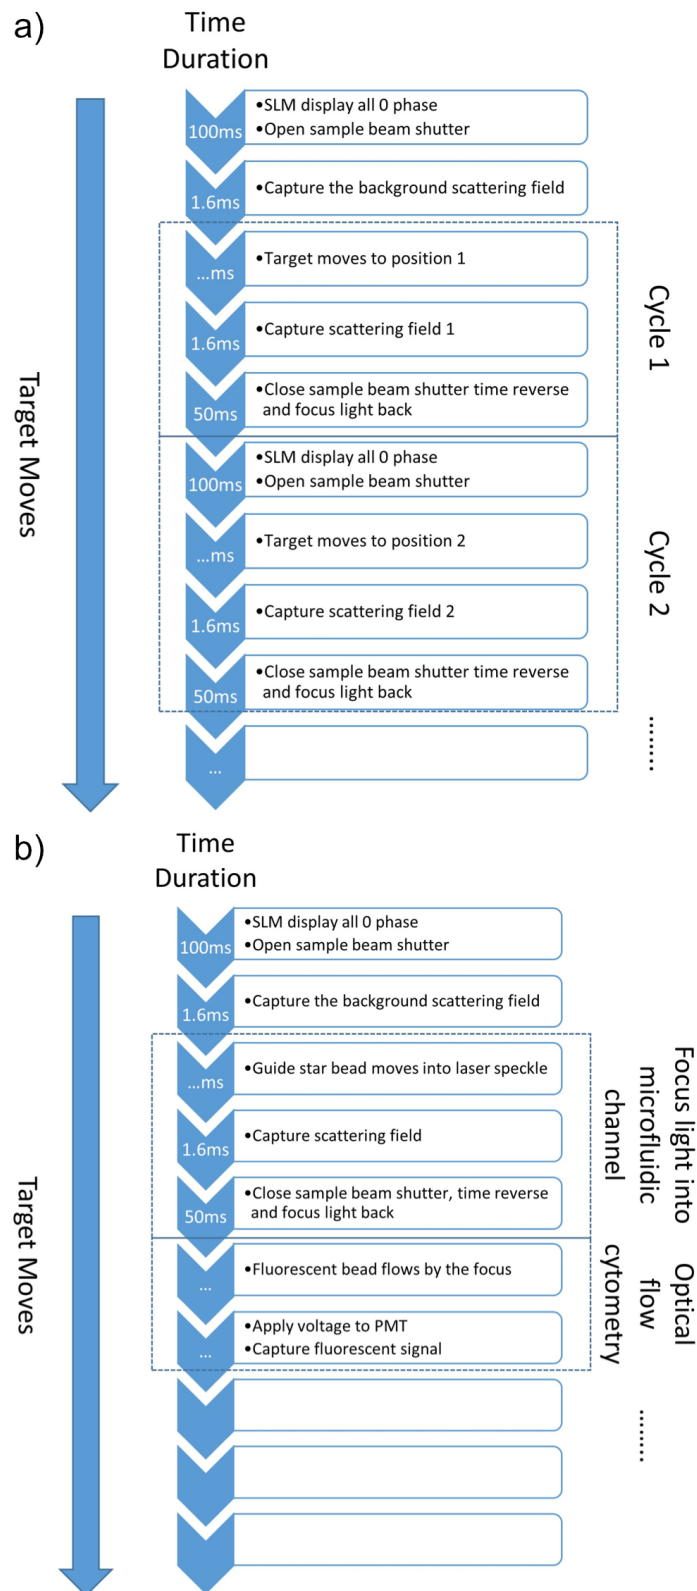 a)
Time
Duration
100ms
•SLM display all 0 phase
•Open sample beam shutter
1.6ms
•Capture the background scattering field
...ms
•Target moves to position 1
1.6ms
•Capture scattering field 1
50ms
•Close sample beam shutter time reverse
and focus light back
Cycle 1
100ms
•SLM display all 0 phase
•Open sample beam shutter
...ms
•Target moves to position 2
1.6ms
•Capture scattering field 2
50ms
•Close sample beam shutter time reverse
and focus light back
Cycle 2
...
........
Target Moves
b)
Time
Duration
100ms
•SLM display all 0 phase
•Open sample beam shutter
1.6ms
•Capture the background scattering field
...ms
•Guide star bead moves into laser speckle
1.6ms
•Capture scattering field
50ms
•Close sample beam shutter, time reverse
and focus light back
Focus light into
microfluidic
channel
...
•Fluorescent bead flows by the focus
...
•Apply voltage to PMT
•Capture fluorescent signal
Optical
flow
cytometry
........
Target Moves